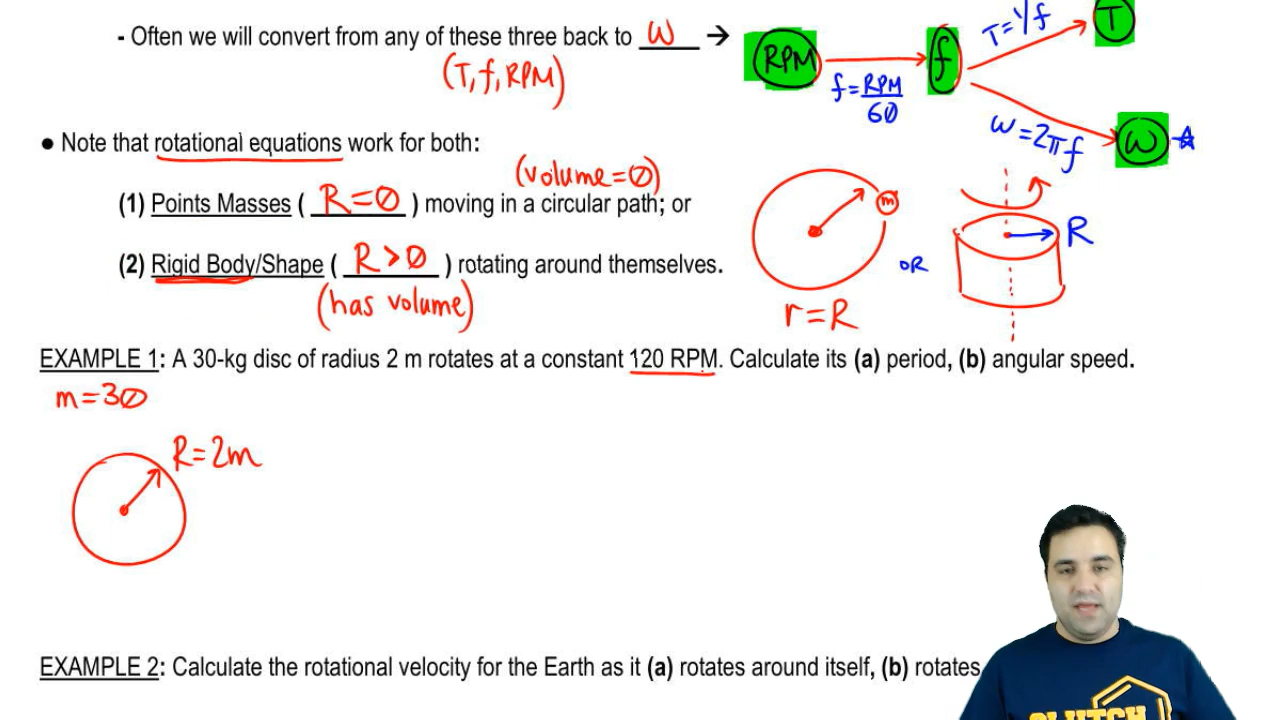 - Often we will convert from any of these three back to ω →
(T, f, RPM)
RPM f T
f = RPM/60
T = 1/f
ω = 2πf ω ☆
● Note that rotational equations work for both:
(volume=0)
(1) Points Masses ( R=0 ) moving in a circular path; or
(2) Rigid Body/Shape ( R>0 ) rotating around themselves.
(has volume)
m
r=R
OR
R
EXAMPLE 1: A 30-kg disc of radius 2 m rotates at a constant 120 RPM. Calculate its (a) period, (b) angular speed.
m=30
R=2m
EXAMPLE 2: Calculate the rotational velocity for the Earth as it (a) rotates around itself, (b) rotates
CLUTCH